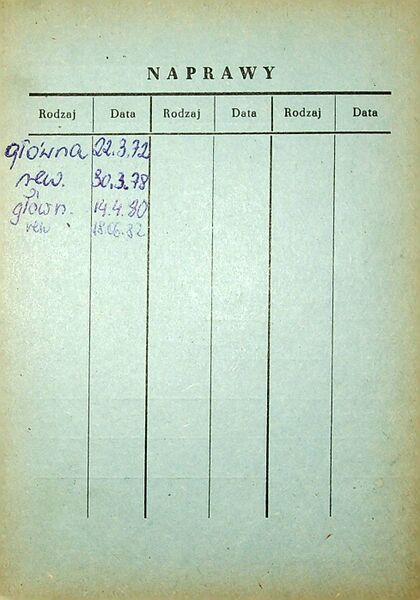 NAPRAWY
Rodzaj Data Rodzaj Data Rodzaj Data
główna 22.3.72
rew. 30.3.78
główn. 14.4.80
rew 18.06.82